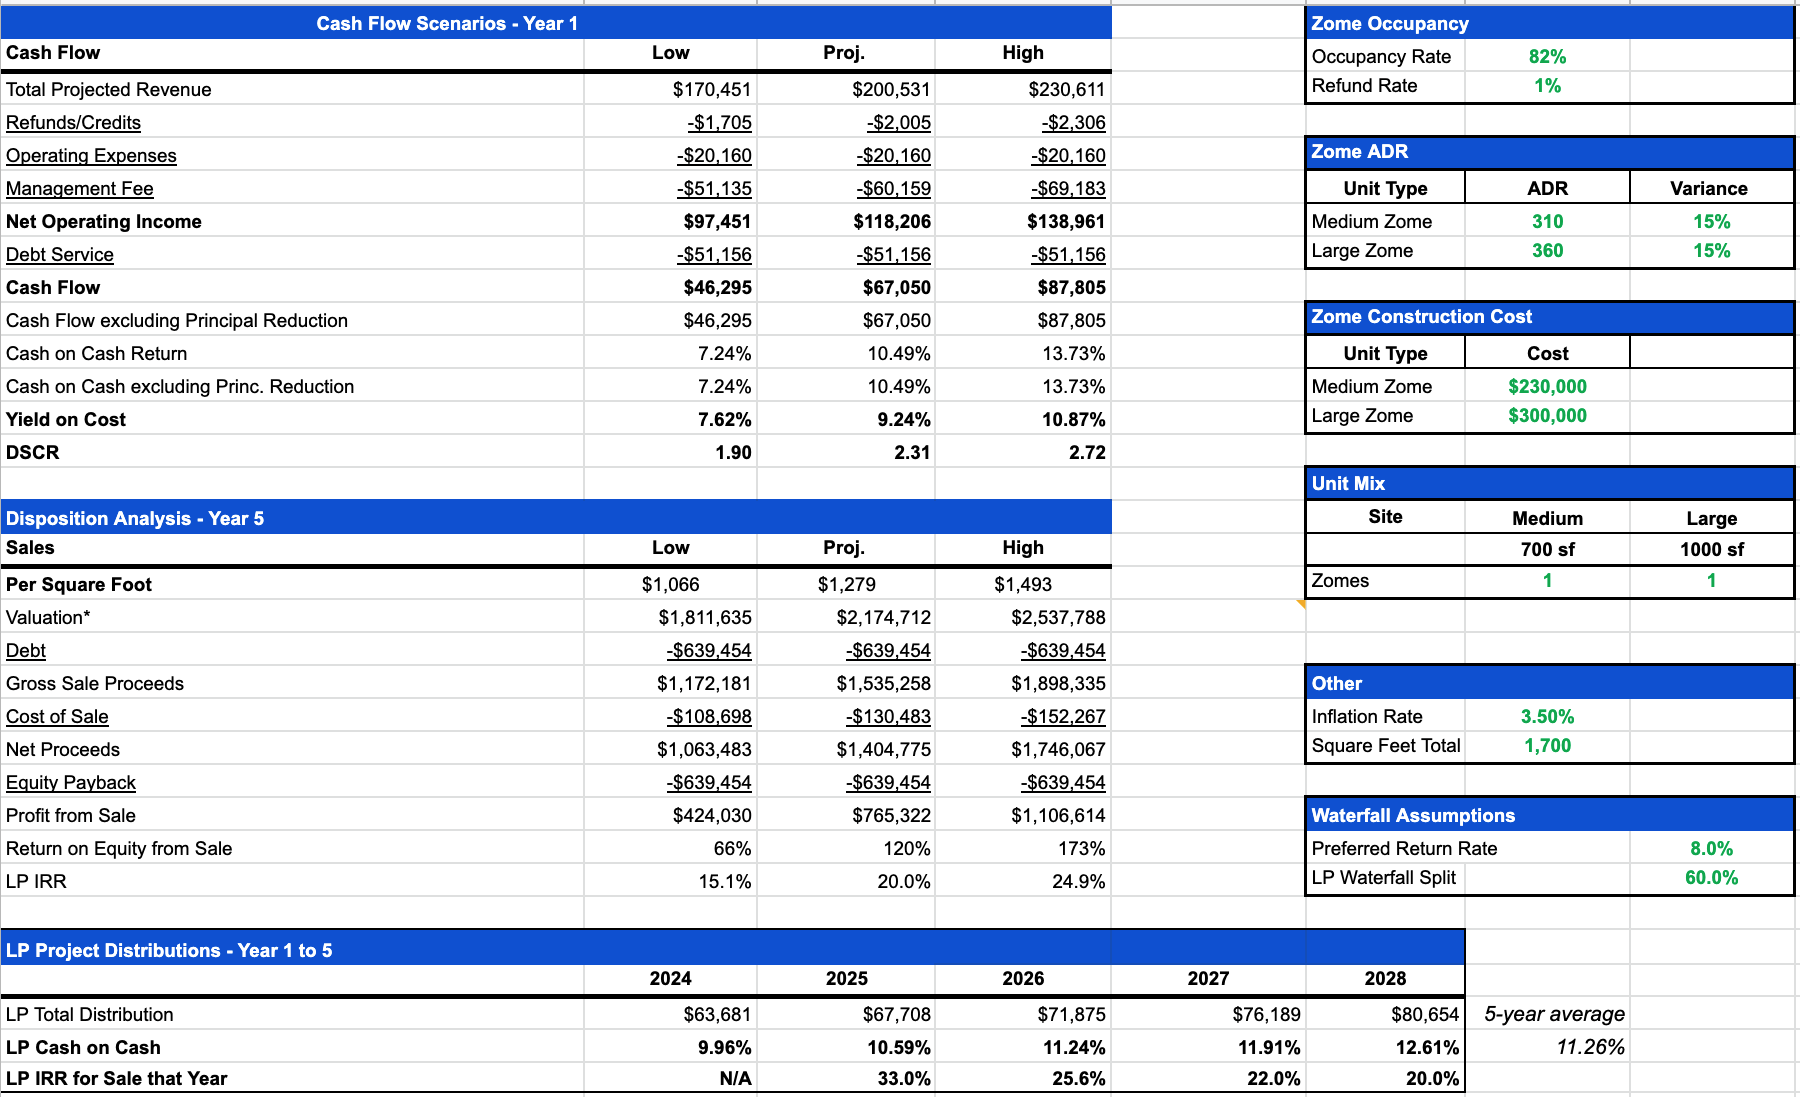 Cash Flow Scenarios - Year 1
Cash Flow Low Proj. High
Total Projected Revenue $170,451 $200,531 $230,611
Refunds/Credits -$1,705 -$2,005 -$2,306
Operating Expenses -$20,160 -$20,160 -$20,160
Management Fee -$51,135 -$60,159 -$69,183
Net Operating Income $97,451 $118,206 $138,961
Debt Service -$51,156 -$51,156 -$51,156
Cash Flow $46,295 $67,050 $87,805
Cash Flow excluding Principal Reduction $46,295 $67,050 $87,805
Cash on Cash Return 7.24% 10.49% 13.73%
Cash on Cash excluding Princ. Reduction 7.24% 10.49% 13.73%
Yield on Cost 7.62% 9.24% 10.87%
DSCR 1.90 2.31 2.72
Disposition Analysis - Year 5
Sales Low Proj. High
Per Square Foot $1,066 $1,279 $1,493
Valuation* $1,811,635 $2,174,712 $2,537,788
Debt -$639,454 -$639,454 -$639,454
Gross Sale Proceeds $1,172,181 $1,535,258 $1,898,335
Cost of Sale -$108,698 -$130,483 -$152,267
Net Proceeds $1,063,483 $1,404,775 $1,746,067
Equity Payback -$639,454 -$639,454 -$639,454
Profit from Sale $424,030 $765,322 $1,106,614
Return on Equity from Sale 66% 120% 173%
LP IRR 15.1% 20.0% 24.9%
LP Project Distributions - Year 1 to 5
2024 2025 2026 2027 2028
LP Total Distribution $63,681 $67,708 $71,875 $76,189 $80,654 5-year average
LP Cash on Cash 9.96% 10.59% 11.24% 11.91% 12.61% 11.26%
LP IRR for Sale that Year N/A 33.0% 25.6% 22.0% 20.0%
Zome Occupancy
Occupancy Rate 82%
Refund Rate 1%
Zome ADR
Unit Type ADR Variance
Medium Zome 310 15%
Large Zome 360 15%
Zome Construction Cost
Unit Type Cost
Medium Zome $230,000
Large Zome $300,000
Unit Mix
Site Medium Large
700 sf 1000 sf
Zomes 1 1
Other
Inflation Rate 3.50%
Square Feet Total 1,700
Waterfall Assumptions
Preferred Return Rate 8.0%
LP Waterfall Split 60.0%